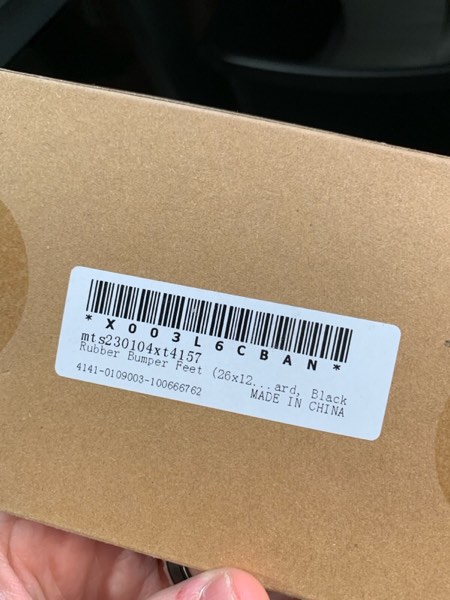 *X003L6CBAN*
mts230104xt4157
Rubber Bumper Feet (26x12...ard, Black
4141-0109003-100666762 MADE IN CHINA